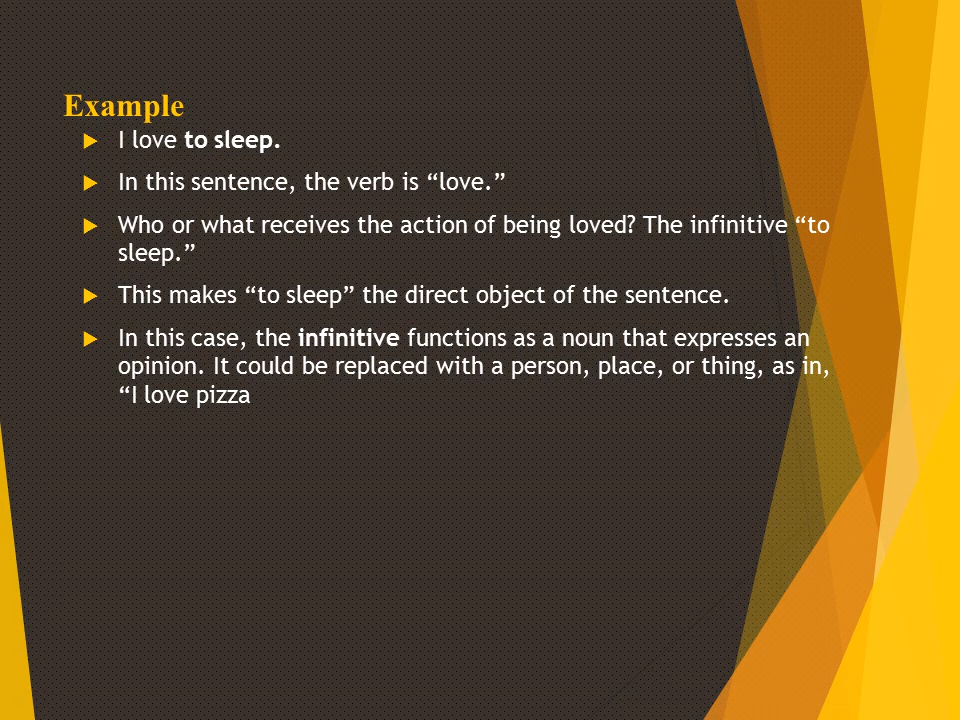 Example
I love to sleep.
In this sentence, the verb is “love.”
Who or what receives the action of being loved? The infinitive “to
sleep.”
This makes “to sleep” the direct object of the sentence.
In this case, the infinitive functions as a noun that expresses an
opinion. It could be replaced with a person, place, or thing, as in,
“I love pizza